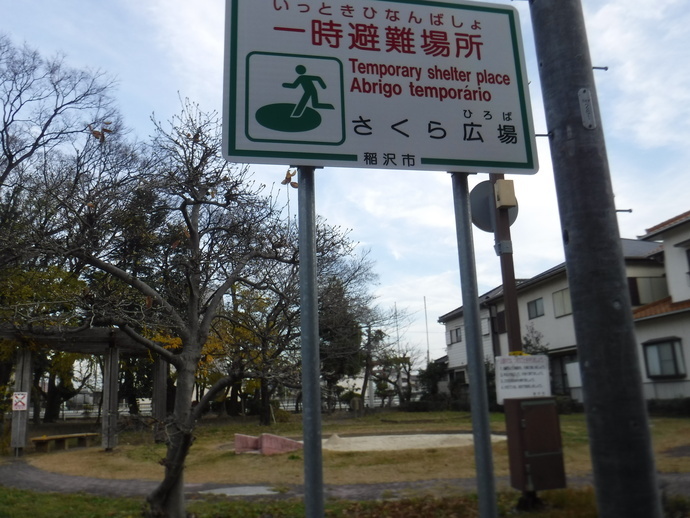 いっときひなんばしょ
一時避難場所
Temporary shelter place
Abrigo temporário
ひろば
さくら広場
稲沢市